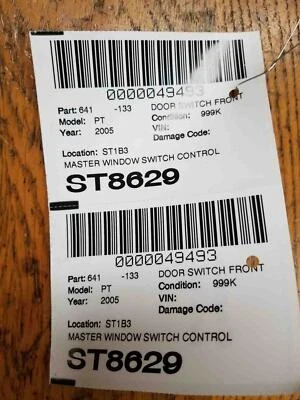 0000049493
Part: 641 -133 DOOR SWITCH FRONT
Model: PT Condition: 999K
Year: 2005 VIN:
Damage Code:
Location: ST1B3
MASTER WINDOW SWITCH CONTROL
ST8629
0000049493
Part: 641 -133 DOOR SWITCH FRONT
Model: PT Condition: 999K
Year: 2005 VIN:
Damage Code:
Location: ST1B3
MASTER WINDOW SWITCH CONTROL
ST8629